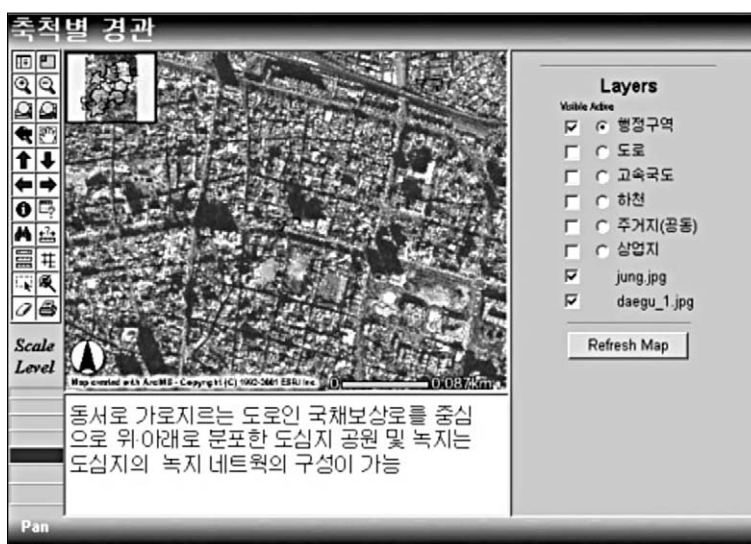 축척별 경관
Layers
Visible Active
행정구역
도로
고속국도
하천
주거지(공동)
상업지
jung.jpg
daegu_1.jpg
Refresh Map
Scale
Level
Map created with ArcIMS - Copyright (C) 1992-2001 ESRI Inc.
0 0.087km
동서로 가로지르는 도로인 국채보상로를 중심
으로 위·아래로 분포한 도심지 공원 및 녹지는
도심지의 녹지 네트웍의 구성이 가능
Pan